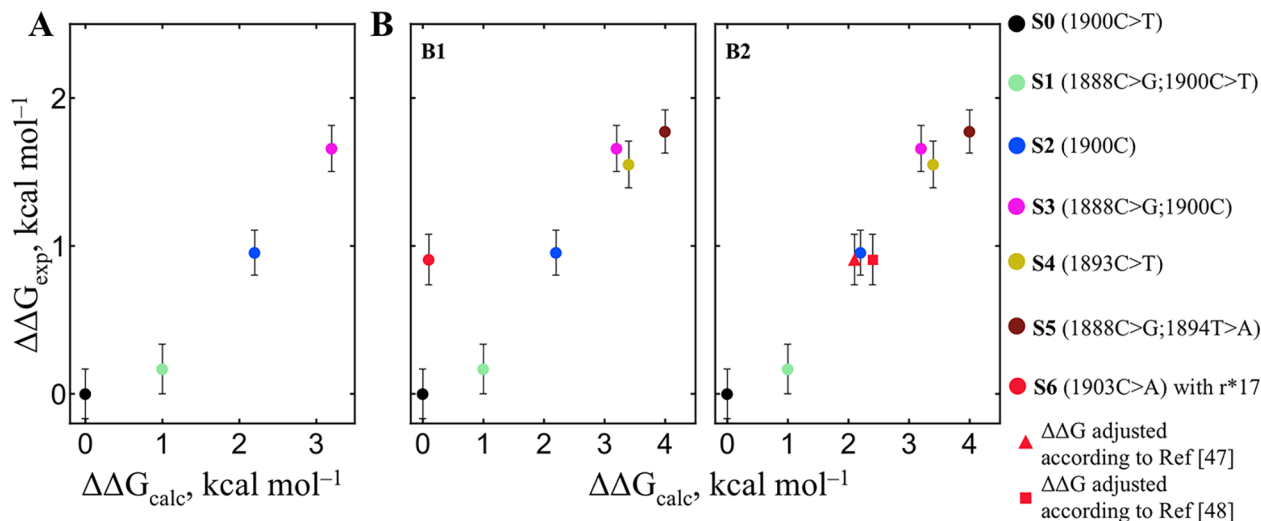 A
B
B1
B2
ΔΔG_exp, kcal mol⁻¹
2
1
0
0
1
2
3
0
1
2
3
4
0
1
2
3
4
ΔΔG_calc, kcal mol⁻¹
ΔΔG_calc, kcal mol⁻¹
S0 (1900C>T)
S1 (1888C>G;1900C>T)
S2 (1900C)
S3 (1888C>G;1900C)
S4 (1893C>T)
S5 (1888C>G;1894T>A)
S6 (1903C>A) with r*17
ΔΔG adjusted
according to Ref [47]
ΔΔG adjusted
according to Ref [48]